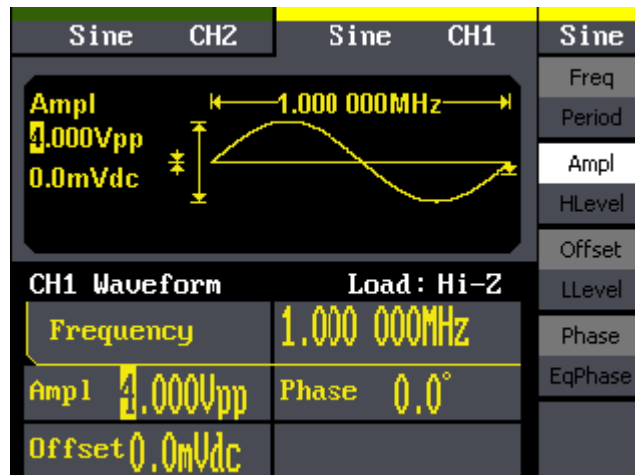 Sine CH2 Sine CH1 Sine
Ampl
4.000Vpp
0.0mVdc
1.000 000MHz
CH1 Waveform Load: Hi-Z
Frequency 1.000 000MHz
Ampl 4.000Vpp Phase 0.0°
Offset 0.0mVdc
Freq
Period
Ampl
HLevel
Offset
LLevel
Phase
EqPhase